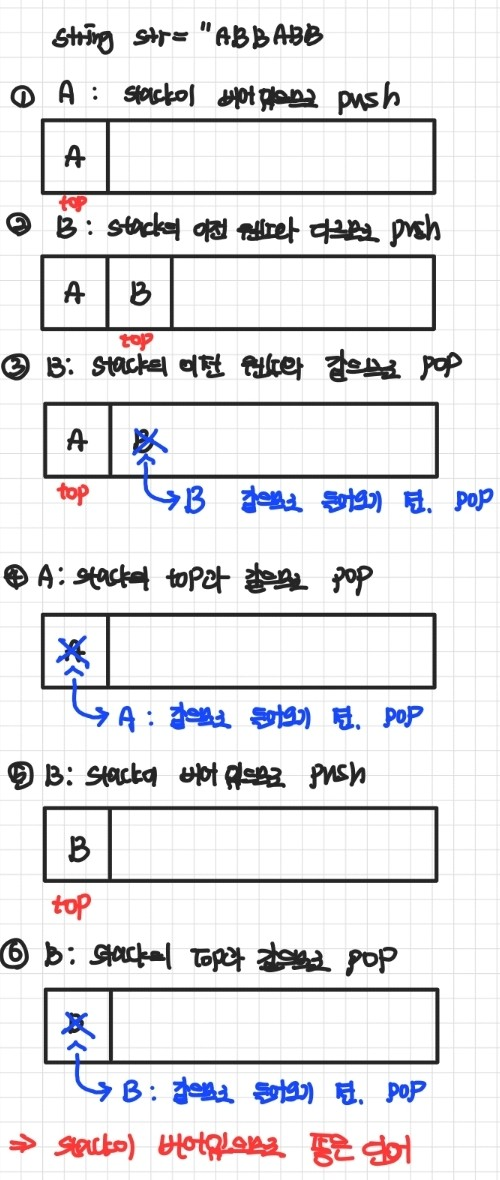 string str = "ABBABB
① A : stack이 비어있으므로 push
A
top
② B : stack의 이전 원소와 다르므로 push
A B
top
③ B: stack의 이전 원소와 같으므로 pop
A B
top
B 같으므로 들어오기 전. POP
④ A: stack의 top과 같으므로 pop
A
A : 같으므로 들어오기 전. POP
⑤ B: stack이 비어 있으므로 push
B
top
⑥ B: stack의 Top과 같으므로 pop
B
B : 같으므로 들어오기 전. POP
⇒ stack이 비어있으므로 좋은 단어